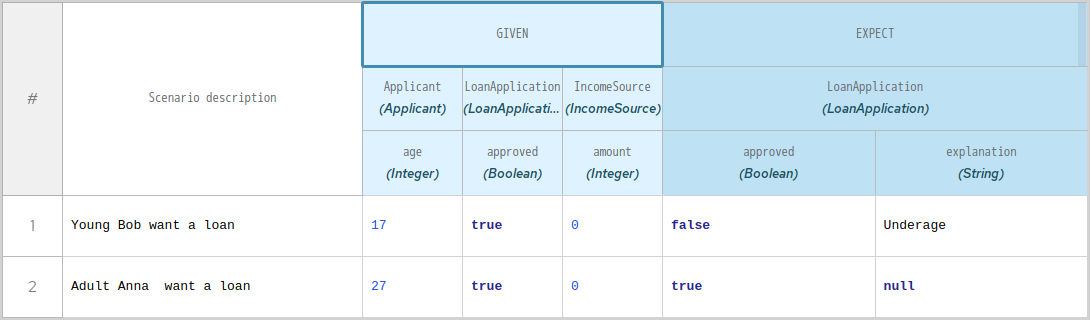 #
Scenario description
GIVEN
EXPECT
Applicant
(Applicant)
LoanApplication
(LoanApplicati...
IncomeSource
(IncomeSource)
LoanApplication
(LoanApplication)
age
(Integer)
approved
(Boolean)
amount
(Integer)
approved
(Boolean)
explanation
(String)
1 Young Bob want a loan 17 true 0 false Underage
2 Adult Anna  want a loan 27 true 0 true null